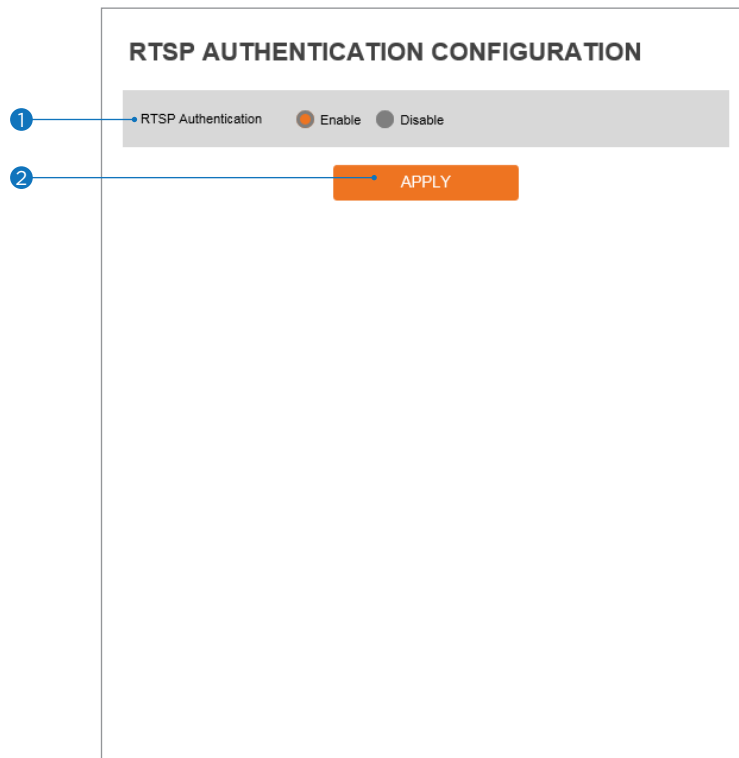 RTSP AUTHENTICATION CONFIGURATION
1 RTSP Authentication Enable Disable
2 APPLY